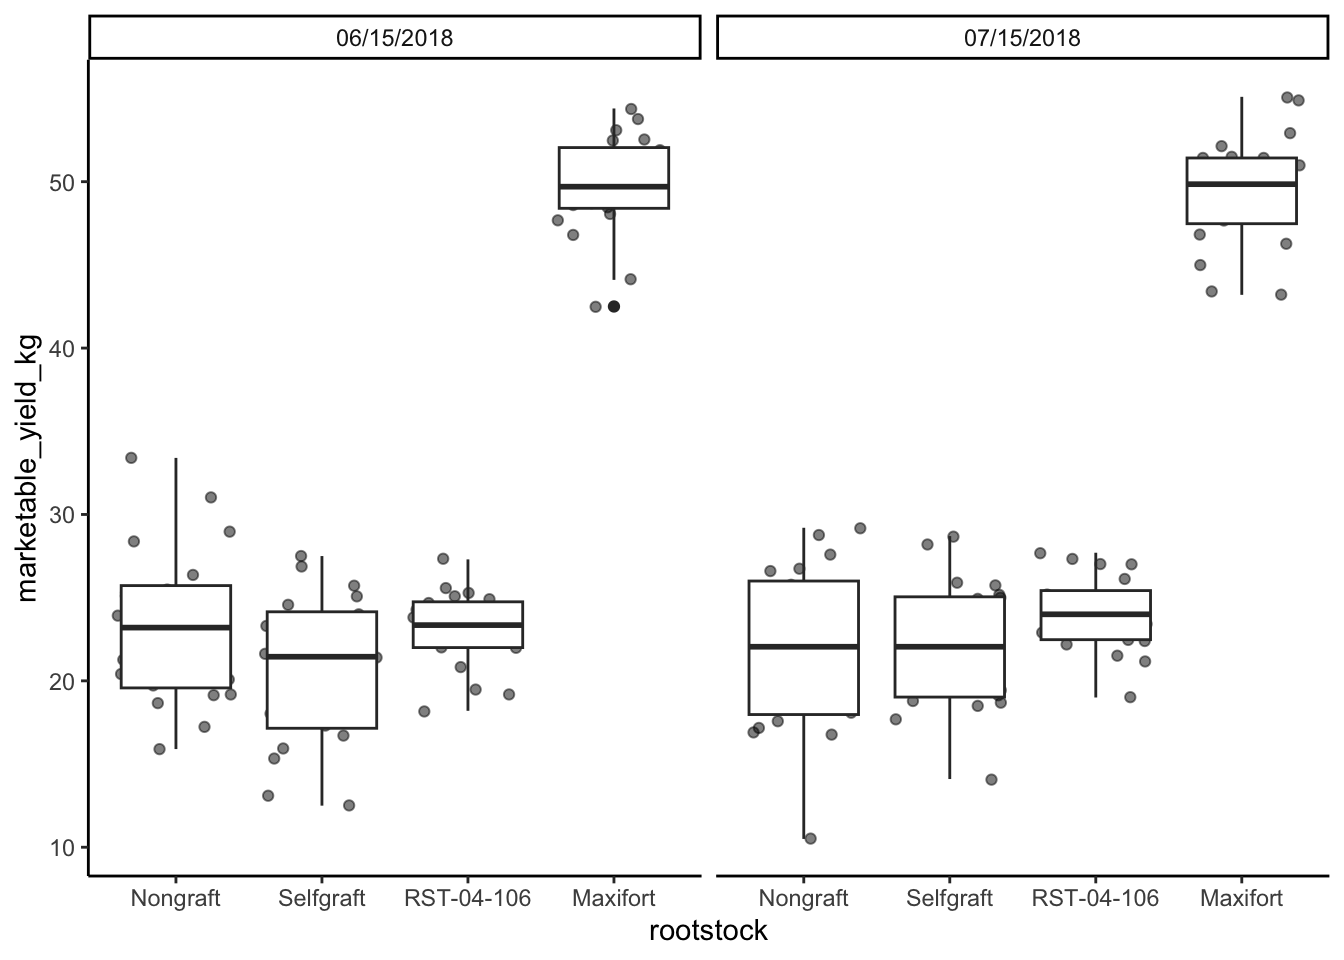 06/15/2018 07/15/2018
marketable_yield_kg
50
40
30
20
10
Nongraft Selfgraft RST-04-106 Maxifort Nongraft Selfgraft RST-04-106 Maxifort
rootstock